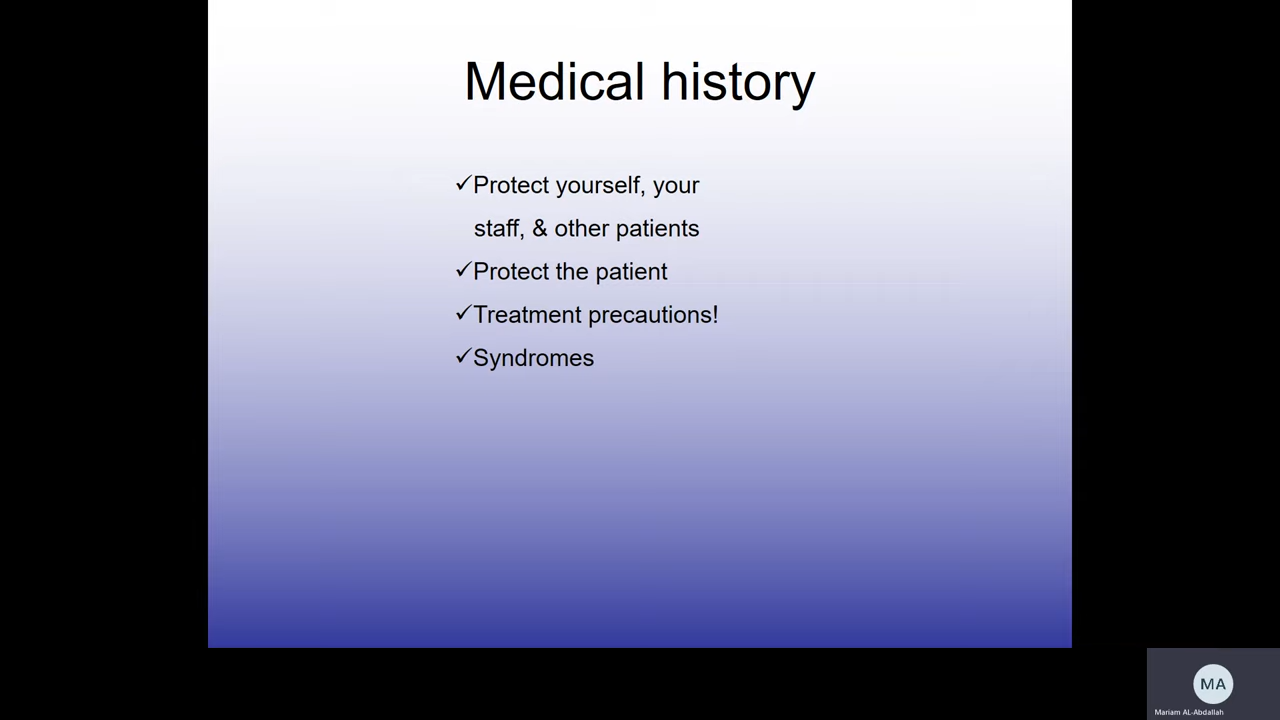 Medical history
✓Protect yourself, your
staff, & other patients
✓Protect the patient
✓Treatment precautions!
✓Syndromes
MA
Mariam AL-Abdallah